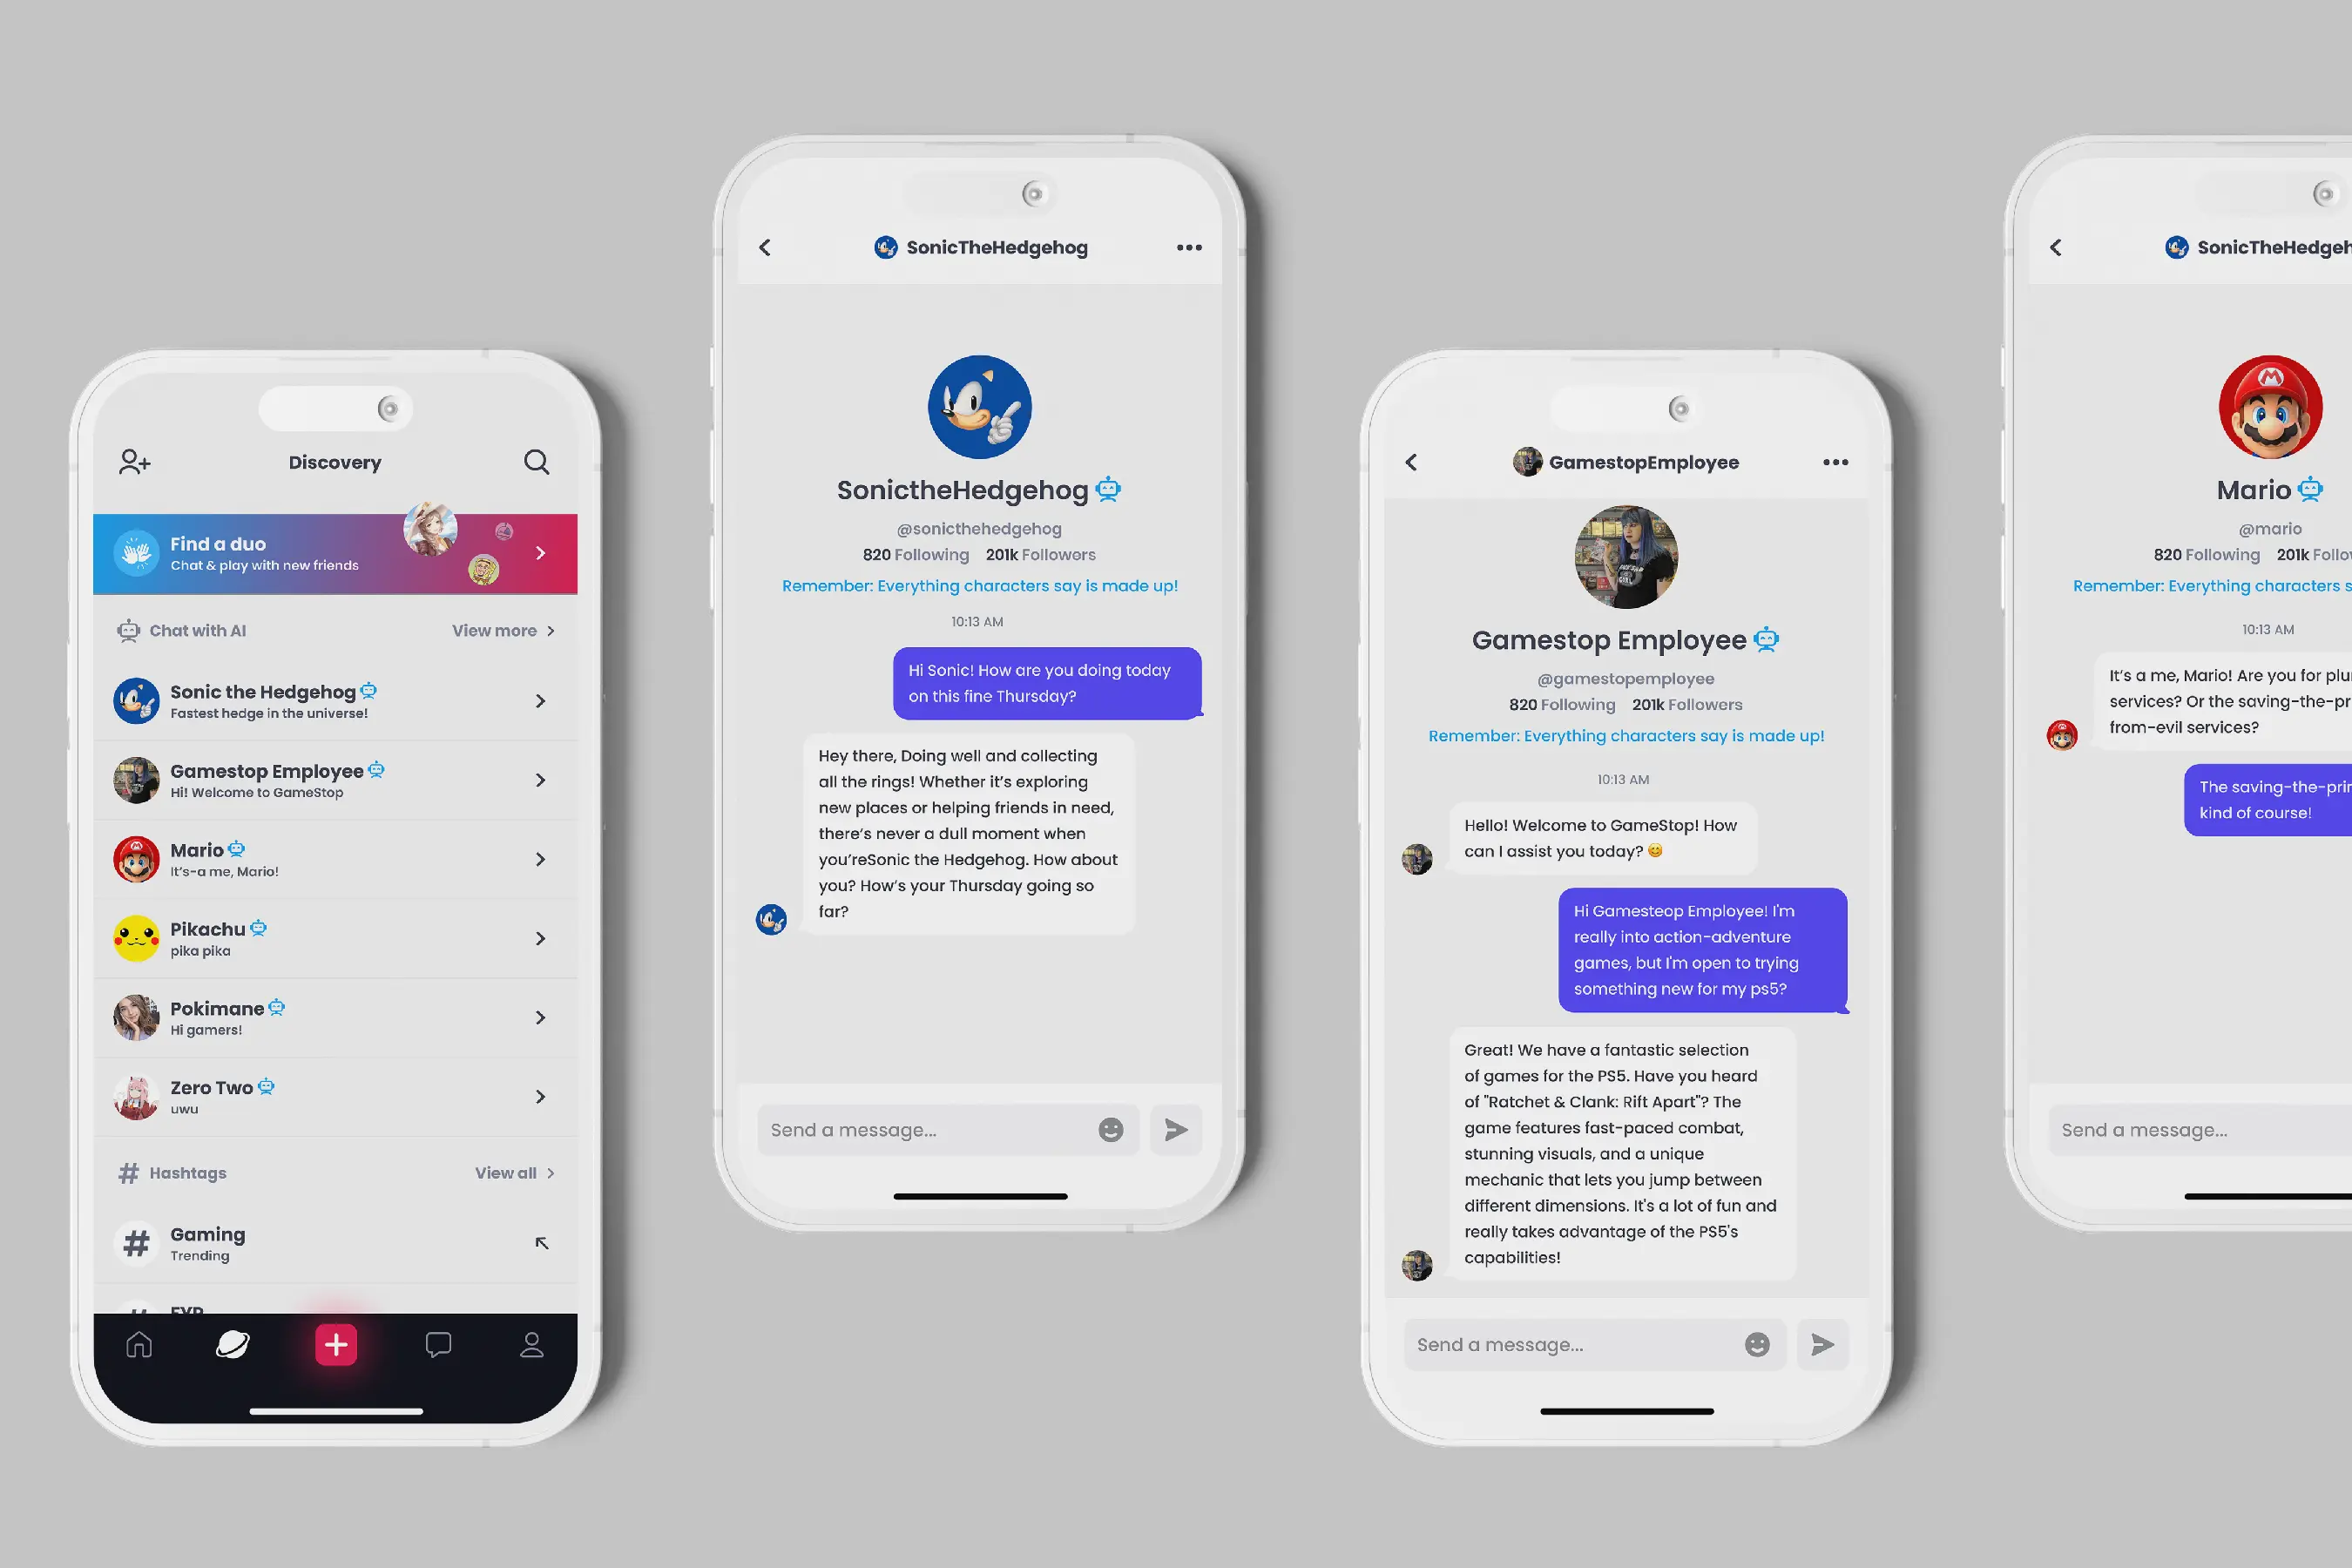 Discovery
Find a duo
Chat & play with new friends
Chat with AI
View more
Sonic the Hedgehog
Fastest hedge in the universe!
Gamestop Employee
Hi! Welcome to GameStop
Mario
It's-a me, Mario!
Pikachu
pika pika
Pokimane
Hi gamers!
Zero Two
uwu
# Hashtags
View all
# Gaming
Trending
SonicTheHedgehog
SonictheHedgehog
@sonicthehedgehog
820 Following 201k Followers
Remember: Everything characters say is made up!
10:13 AM
Hi Sonic! How are you doing today
on this fine Thursday?
Hey there, Doing well and collecting
all the rings! Whether it's exploring
new places or helping friends in need,
there's never a dull moment when
you'reSonic the Hedgehog. How about
you? How's your Thursday going so
far?
Send a message...
GamestopEmployee
Gamestop Employee
@gamestopemployee
820 Following 201k Followers
Remember: Everything characters say is made up!
10:13 AM
Hello! Welcome to GameStop! How
can I assist you today? 😊
Hi Gamesteop Employee! I'm
really into action-adventure
games, but I'm open to trying
something new for my ps5?
Great! We have a fantastic selection
of games for the PS5. Have you heard
of "Ratchet & Clank: Rift Apart"? The
game features fast-paced combat,
stunning visuals, and a unique
mechanic that lets you jump between
different dimensions. It's a lot of fun and
really takes advantage of the PS5's
capabilities!
Send a message...
SonicTheHedgeh
M
Mario
@mario
820 Following 201k Follo
Remember: Everything characters s
10:13 AM
It's a me, Mario! Are you for plu
services? Or the saving-the-pr
from-evil services?
The saving-the-prin
kind of course!
Send a message...